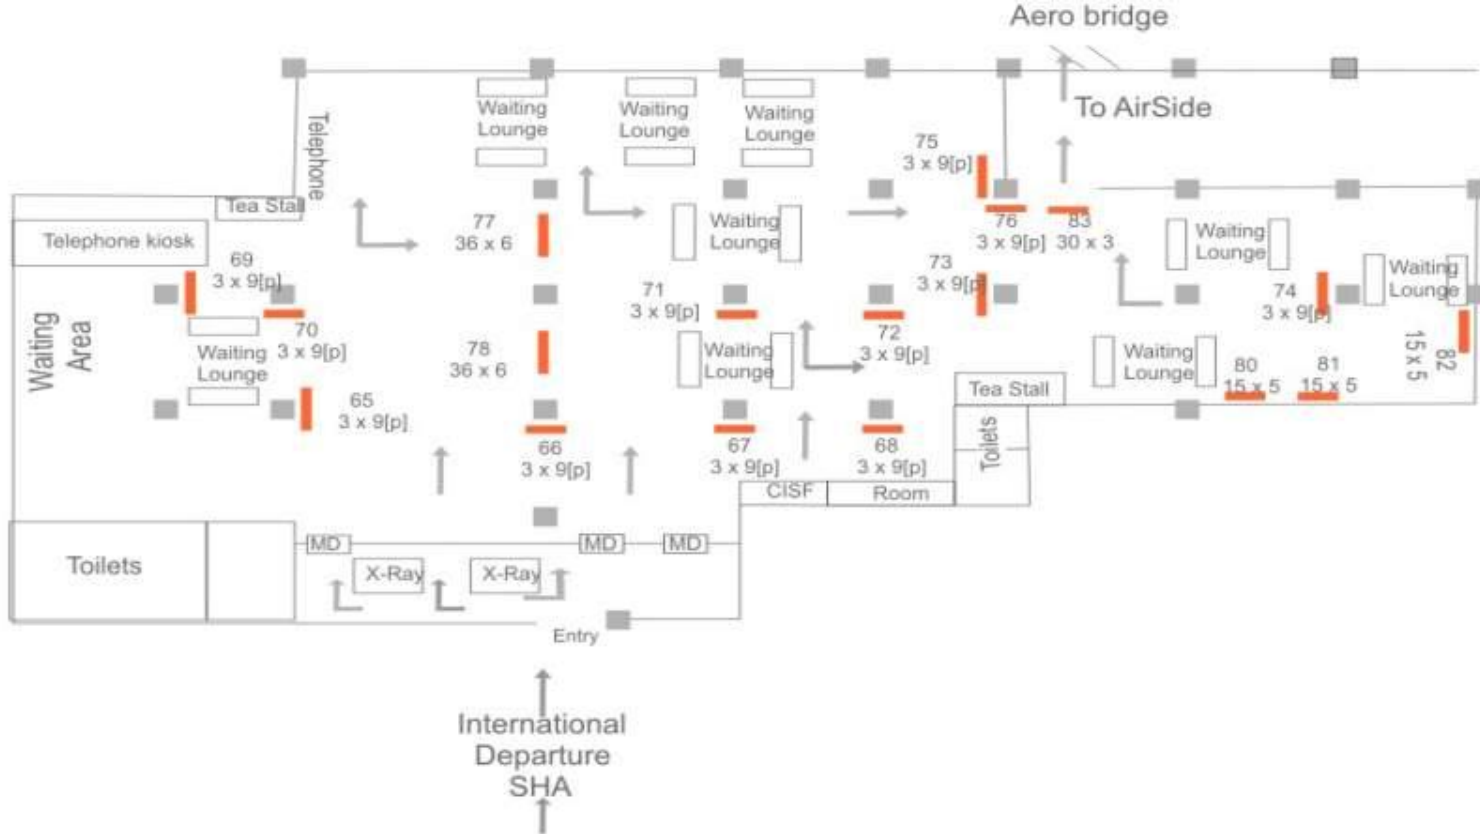 Aero bridge
To AirSide
Waiting
Lounge
Waiting
Lounge
Waiting
Lounge
Telephone
75
3 x 9[p]
Tea Stall
Telephone kiosk
77
36 x 6
Waiting
Lounge
76
3 x 9[p]
83
30 x 3
Waiting
Lounge
69
3 x 9[p]
73
3 x 9[p]
Waiting
Lounge
71
3 x 9[p]
74
3 x 9[p]
Waiting
Area
70
3 x 9[p]
72
3 x 9[p]
82
15 x 5
Waiting
Lounge
78
36 x 6
Waiting
Lounge
Waiting
Lounge
80
15 x 5
81
15 x 5
Tea Stall
65
3 x 9[p]
66
3 x 9[p]
67
3 x 9[p]
68
3 x 9[p]
Toilets
CISF
Room
MD
MD
MD
Toilets
X-Ray
X-Ray
Entry
International
Departure
SHA